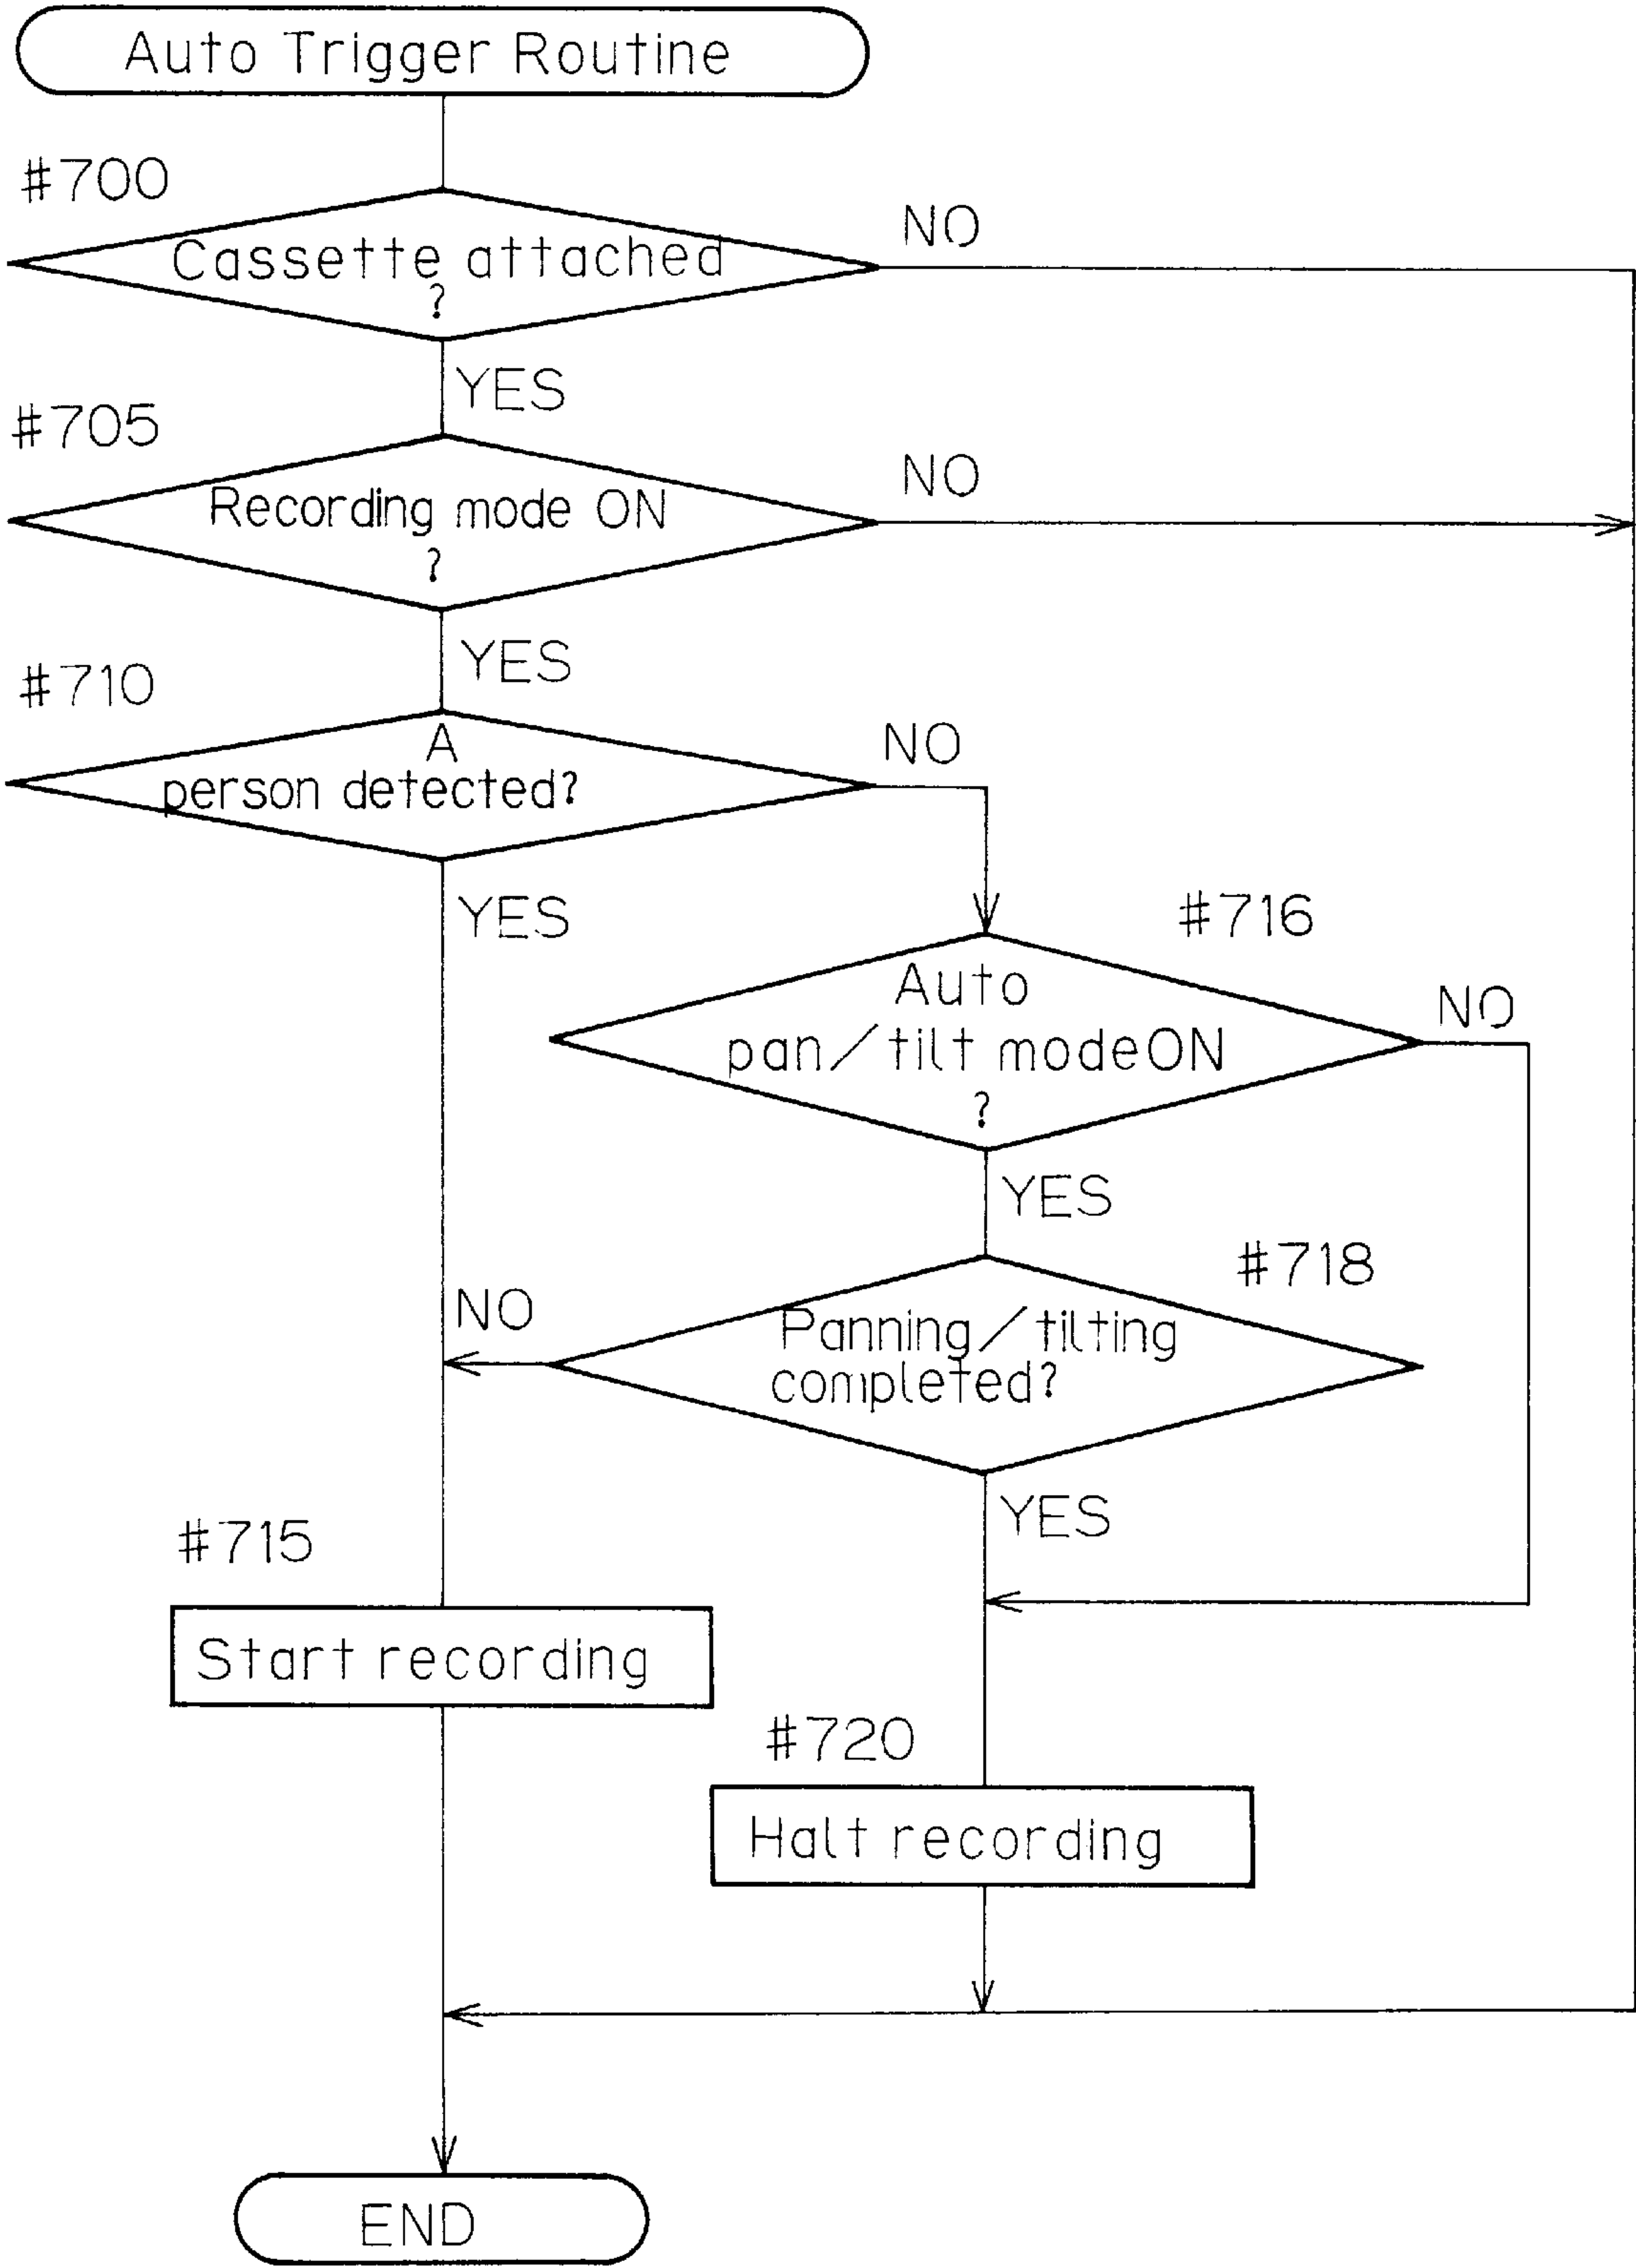 Auto Trigger Routine
#700
NO
Cassette attached
?
YES
#705
NO
Recording mode ON
?
YES
#710
NO
A
person detected?
YES
#716
NO
Auto
pan/tilt modeON
?
YES
#718
NO
Panning/tilting
completed?
YES
#715
Start recording
#720
Halt recording
END